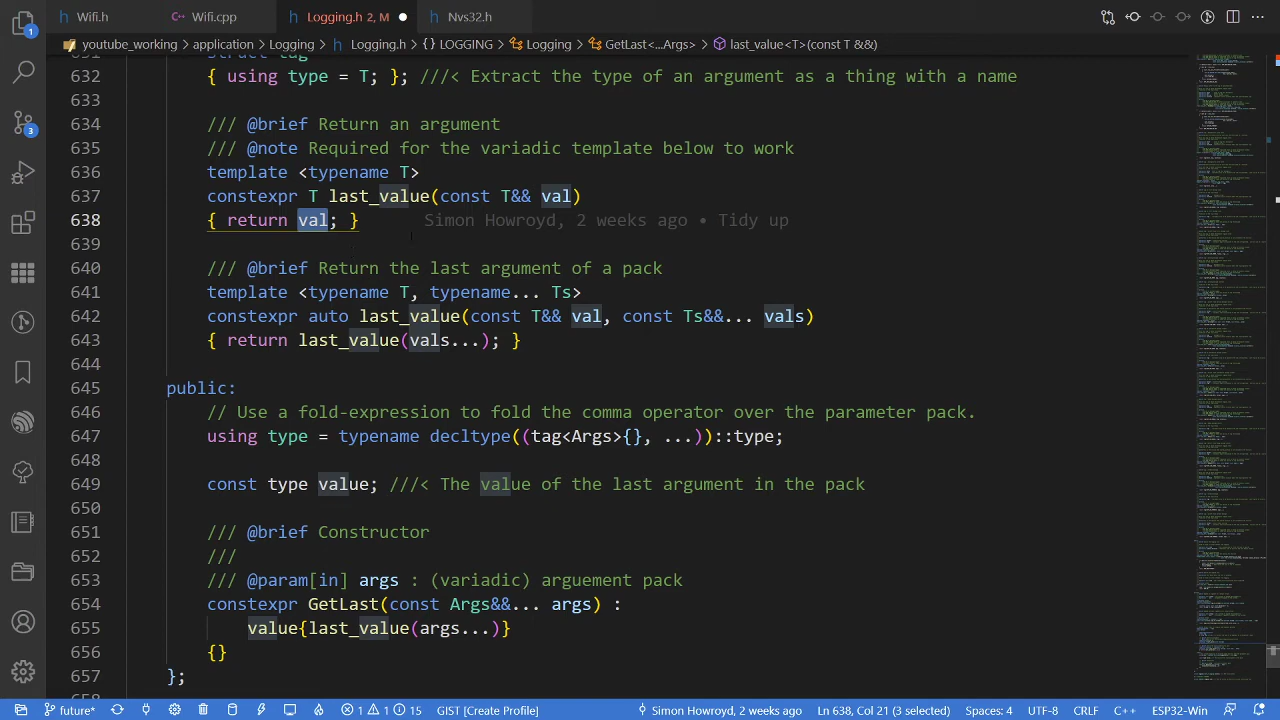 Wifi.h
Wifi.cpp
Logging.h 2, M
Nvs32.h
youtube_working > application > Logging > Logging.h > {} LOGGING > Logging > GetLast<...Args> > last_value<T>(const T &&)
632 { using type = T; }; ///< the type of an argument as a thing with a name
633
634 /// @brief Return an argument
635 /// @note Required for the variadic template below to work
template <typename T>
constexpr T last_value(const T&& val)
638 { return val; Simon Howroyd, 2 weeks ago • Tidy up
639
640 /// @brief Return the last argument of a pack
641 template <typename T, Ts>
642 constexpr auto last_value(const T&& val, const Ts&&... vals)
643 { return last_value(vals...); }
644
645 public:
646 // Use a fold-expression to fold the comma operator over the parameter pack
using type = typename decltype((tag<Args>{}, ...))::type;
648
649 const type value; ///< The value of the last argument in the pack
650
651 /// @brief Constructor
652 ///
653 /// @param[in] args : (variadic) arguement pack
654 constexpr GetLast(const Args&&... args) :
value{last_value(
656 {}
657 };
658
1
3
future*
1 1 15
GIST [Create Profile]
Simon Howroyd, 2 weeks ago
Ln 638, Col 21 (3 selected)
Spaces: 4
UTF-8
CRLF
C++
ESP32-Win